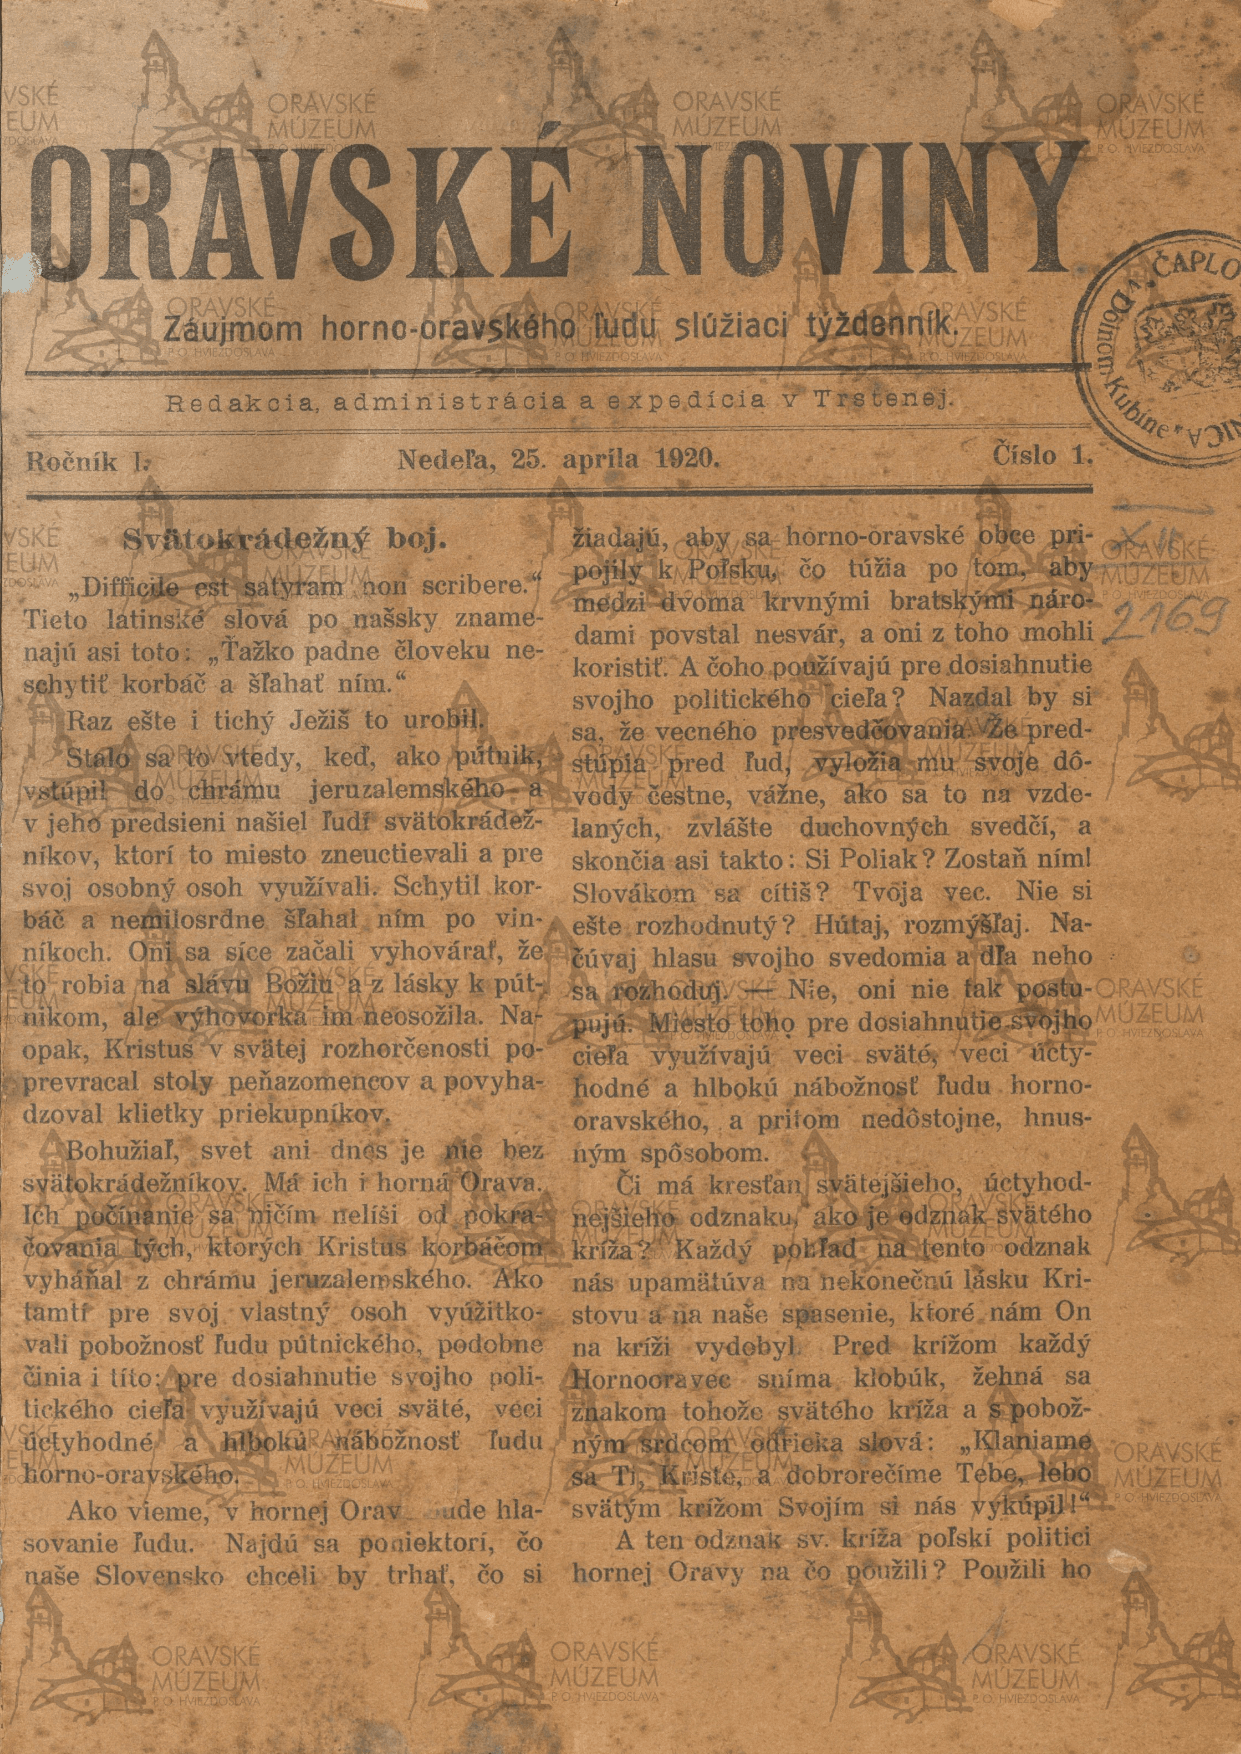 ORAVSKÉ NOVINY
Záujmom horno-oravského ľudu slúžiaci týždenník.
Redakcia, administrácia a expedícia v Trstenej.
Ročník I.
Nedeľa, 25. apríla 1920.
Číslo 1.
ČAPLO
v Dolnom Kubíne * 
NICA
2169
Svätokrádežný boj.
„Difficile est satyram non scribere.“
Tieto latinské slová po našsky zname-
najú asi toto: „Ťažko padne človeku ne-
schytiť korbáč a šľahať ním.“
Raz ešte i tichý Ježiš to urobil.
Stalo sa to vtedy, keď, ako pútnik,
vstúpil do chrámu jeruzalemského a
v jeho predsieni našiel ľudí svätokrádež-
níkov, ktorí to miesto zneuctievali a pre
svoj osobný osoh využívali. Schytil kor-
báč a nemilosrdne šľahal ním po vin-
níkoch. Oni sa síce začali vyhovárať, že
to robia na slávu Božiu a z lásky k pút-
nikom, ale výhovorka im neosožila. Na-
opak, Kristus v svätej rozhorčenosti po-
prevracal stoly peňazomencov a povyha-
dzoval klietky priekupníkov.
Bohužiaľ, svet ani dnes je nie bez
svätokrádežníkov. Má ich i horná Orava.
Ich počínanie sa ničím nelíši od pokra-
čovania tých, ktorých Kristus korbáčom
vyháňal z chrámu jeruzalemského. Ako
tamtí pre svoj vlastný osoh vyúžitko-
vali pobožnosť ľudu pútnického, podobne
činia i títo: pre dosiahnutie svojho poli-
tického cieľa využívajú veci sväté, veci
úctyhodné a hlbokú nábožnosť ľudu
horno-oravského.
Ako vieme, v hornej Orav ude hla-
sovanie ľudu. Najdú sa poniektorí, čo
naše Slovensko chceli by trhať, čo si
žiadajú, aby sa horno-oravské obce pri-
pojily k Poľsku, čo túžia po tom, aby
medzi dvoma krvnými bratskými náro-
dami povstal nesvár, a oni z toho mohli
koristiť. A čoho používajú pre dosiahnutie
svojho politického cieľa? Nazdal by si
sa, že vecného presvedčovania. Že pred-
stúpia pred ľud, vyložia mu svoje dô-
vody čestne, vážne, ako sa to na vzde-
laných, zvlášte duchovných svedčí, a
skončia asi takto: Si Poliak? Zostaň ním!
Slovákom sa cítiš? Tvoja vec. Nie si
ešte rozhodnutý? Hútaj, rozmýšľaj. Na-
čúvaj hlasu svojho svedomia a dľa neho
sa rozhoduj. — Nie, oni nie tak postu-
pujú. Miesto toho pre dosiahnutie svojho
cieľa využívajú veci sväté, veci úcty-
hodné a hlbokú nábožnosť ľudu horno-
oravského, a pritom nedôstojne, hnus-
ným spôsobom.
Či má kresťan svätejšieho, úctyhod-
nejšieho odznaku, ako je odznak svätého
kríža? Každý pohľad na tento odznak
nás upamätúva na nekonečnú lásku Kri-
stovu a na naše spasenie, ktoré nám On
na kríži vydobyl. Pred krížom každý
Hornooravec sníma klobúk, žehná sa
znakom tohože svätého kríža a s pobož-
ným srdcom odrieka slová: „Klaniame
sa Ti, Kriste, a dobrorečíme Tebe, lebo
svätým krížom Svojím si nás vykúpil!“
A ten odznak sv. kríža poľskí politici
hornej Oravy na čo použili? Použili ho
ORAVSKÉ
MÚZEUM
P. O. HVIEZDOSLAVA